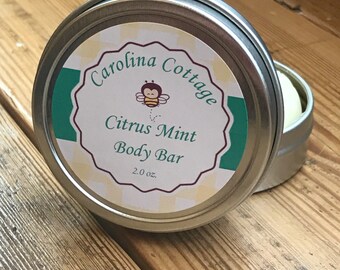 Carolina Cottage
Citrus Mint
Body Bar
2.0 oz.